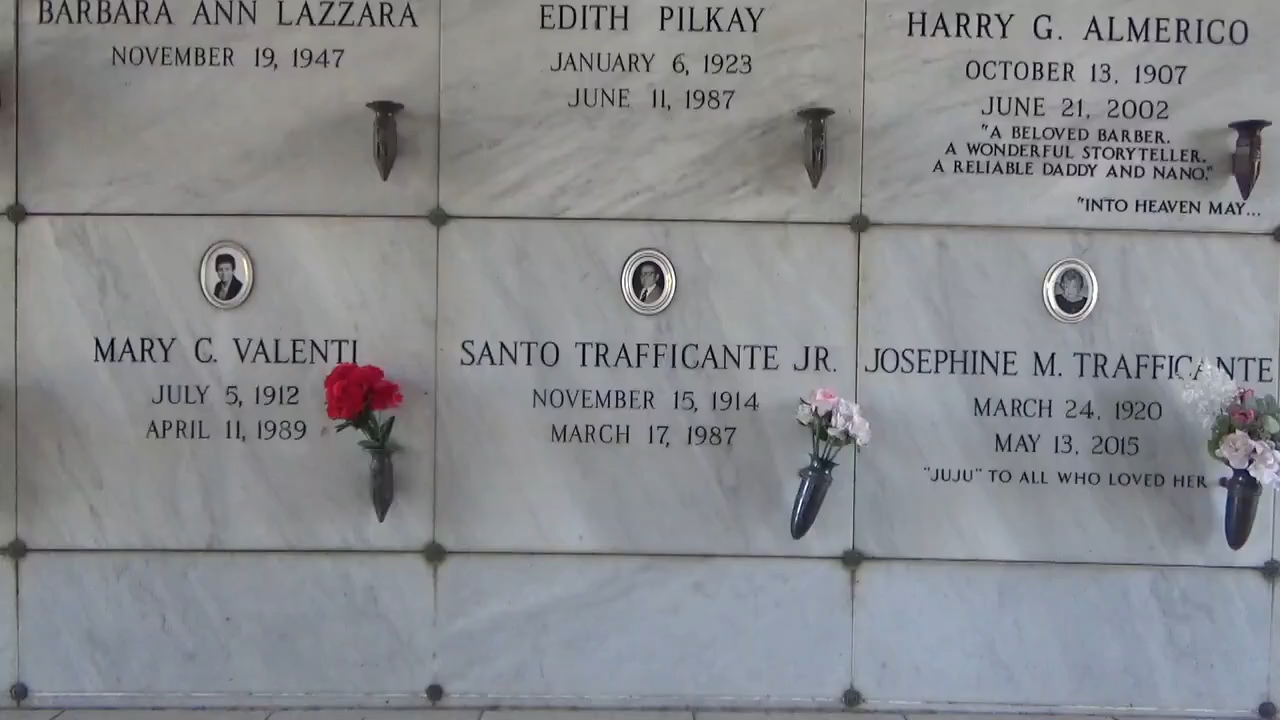 BARBARA ANN LAZZARA
NOVEMBER 19, 1947
EDITH PILKAY
JANUARY 6, 1923
JUNE 11, 1987
HARRY G. ALMERICO
OCTOBER 13, 1907
JUNE 21, 2002
"A BELOVED BARBER.
A WONDERFUL STORYTELLER.
A RELIABLE DADDY AND NANO."
"INTO HEAVEN MAY...
MARY C. VALENTI
JULY 5, 1912
APRIL 11, 1989
SANTO TRAFFICANTE JR.
NOVEMBER 15, 1914
MARCH 17, 1987
JOSEPHINE M. TRAFFICANTE
MARCH 24, 1920
MAY 13, 2015
"JUJU" TO ALL WHO LOVED HER